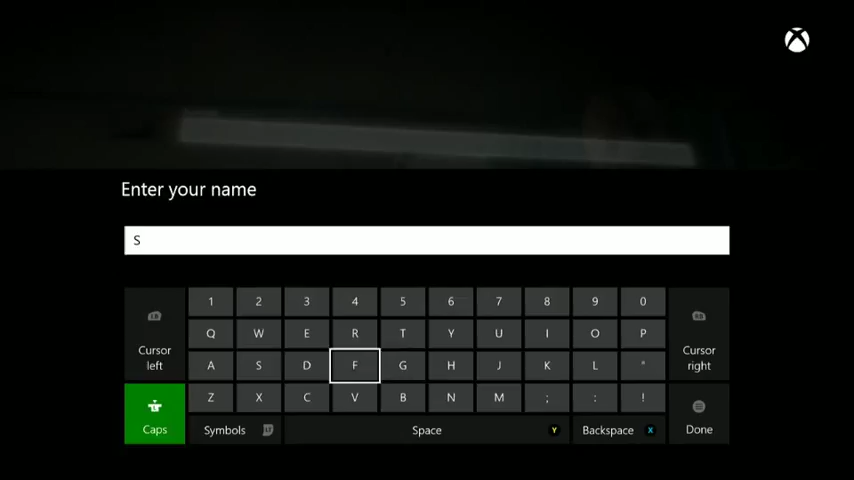 Enter your name
S
1 2 3 4 5 6 7 8 9 0
Q W E R T Y U I O P
Cursor left
A S D F G H J K L "
Cursor right
Z X C V B N M ; : !
Caps
Symbols LT Space Y Backspace X Done